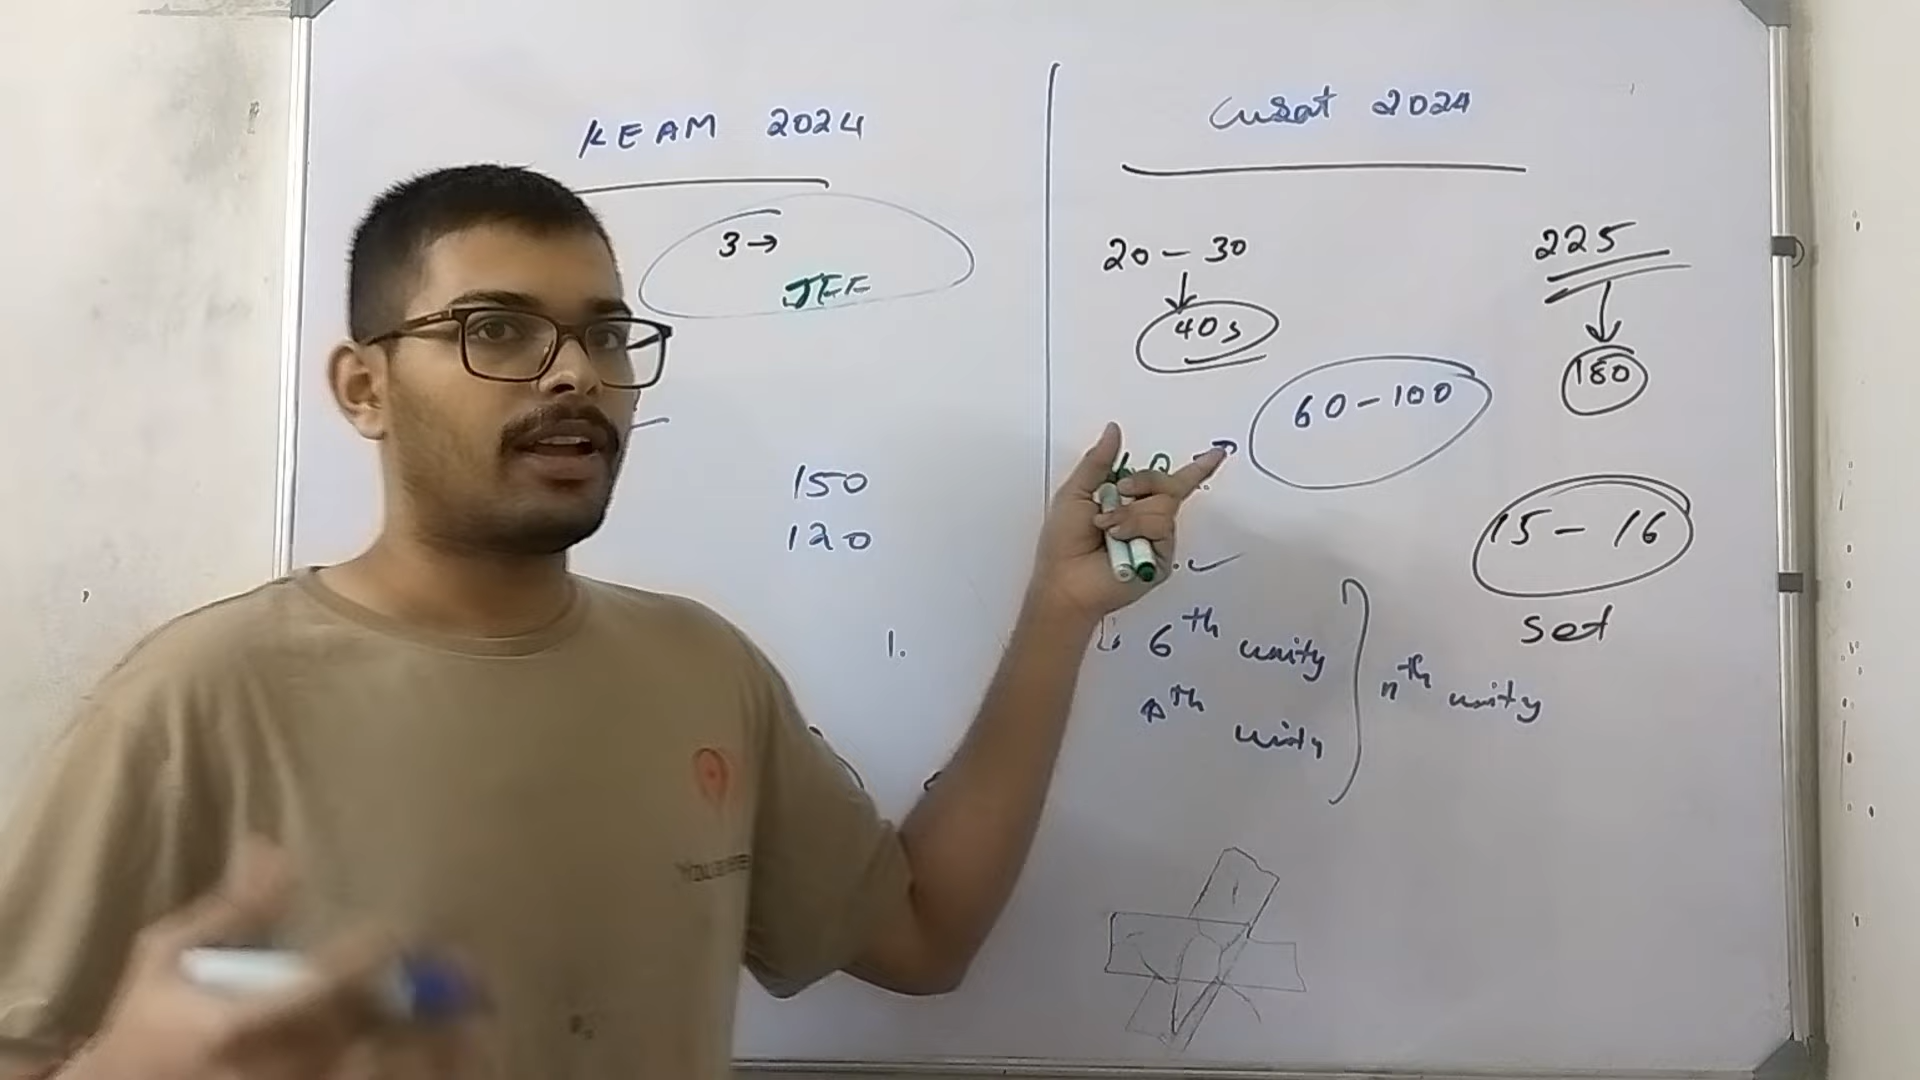 KEAM 2024
3→
JEE
150
120
1.
Cusat 2024
20 - 30
40s
225
180
60-100
15 - 16
set
6th unity
nth unity
nth unity